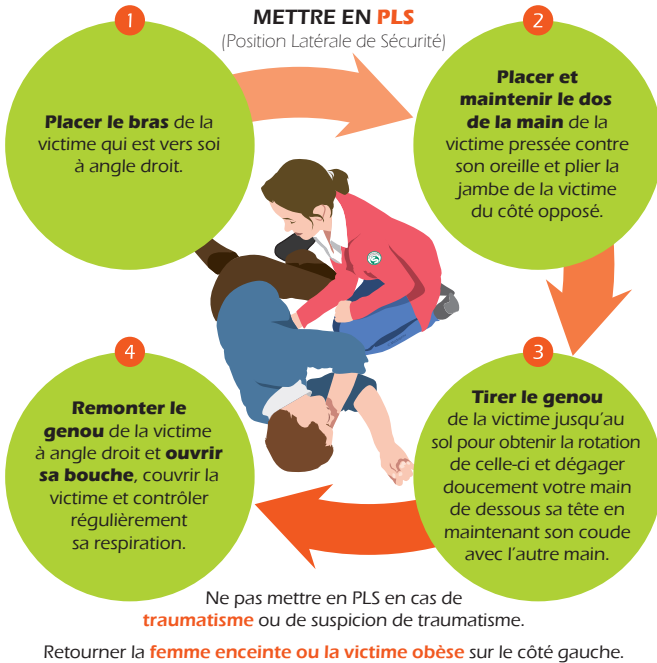 METTRE EN PLS
(Position Latérale de Sécurité)
1
Placer le bras de la
victime qui est vers soi
à angle droit.
2
Placer et
maintenir le dos
de la main de la
victime pressée contre
son oreille et plier la
jambe de la victime
du côté opposé.
3
Tirer le genou
de la victime jusqu'au
sol pour obtenir la rotation
de celle-ci et dégager
doucement votre main
de dessous sa tête en
maintenant son coude
avec l'autre main.
4
Remonter le
genou de la victime
à angle droit et ouvrir
sa bouche, couvrir la
victime et contrôler
régulièrement
sa respiration.
Ne pas mettre en PLS en cas de
traumatisme ou de suspicion de traumatisme.
Retourner la femme enceinte ou la victime obèse sur le côté gauche.